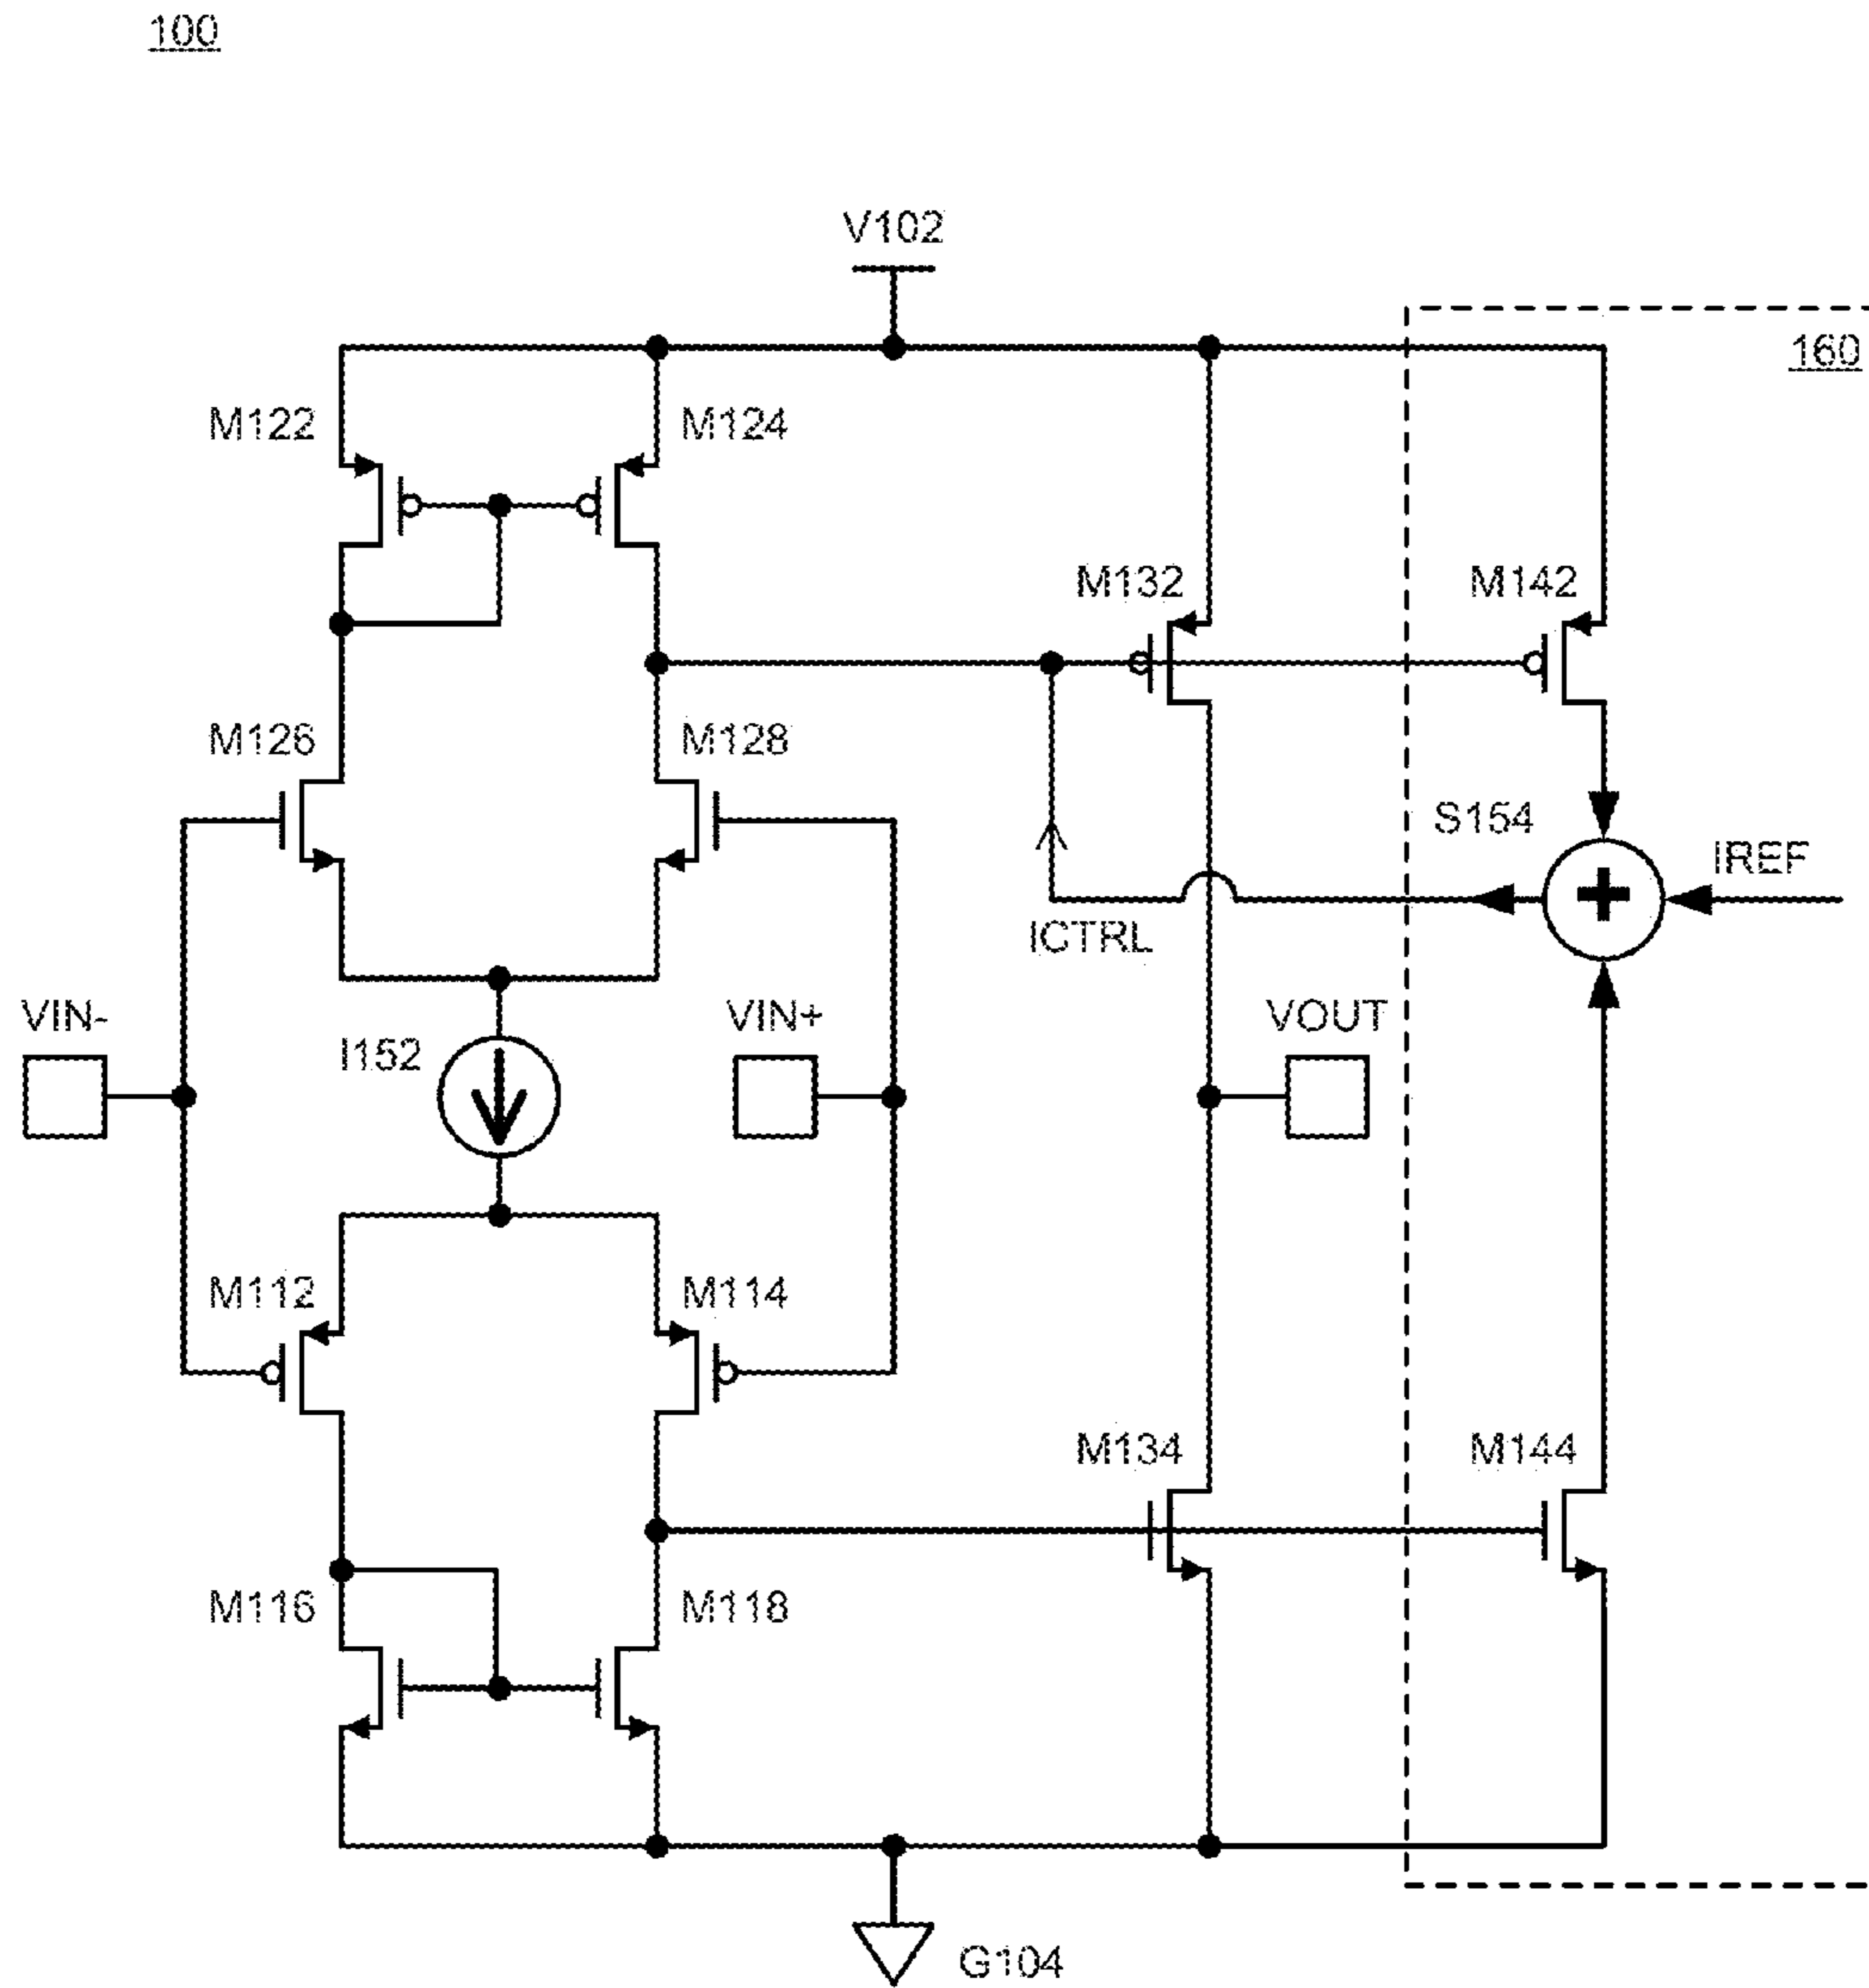 100
V102
160
M122
M124
M132
M142
M126
M128
S154
IREF
ICTRL
VIN-
I152
VIN+
VOUT
M112
M114
M134
M144
M116
M118
G104